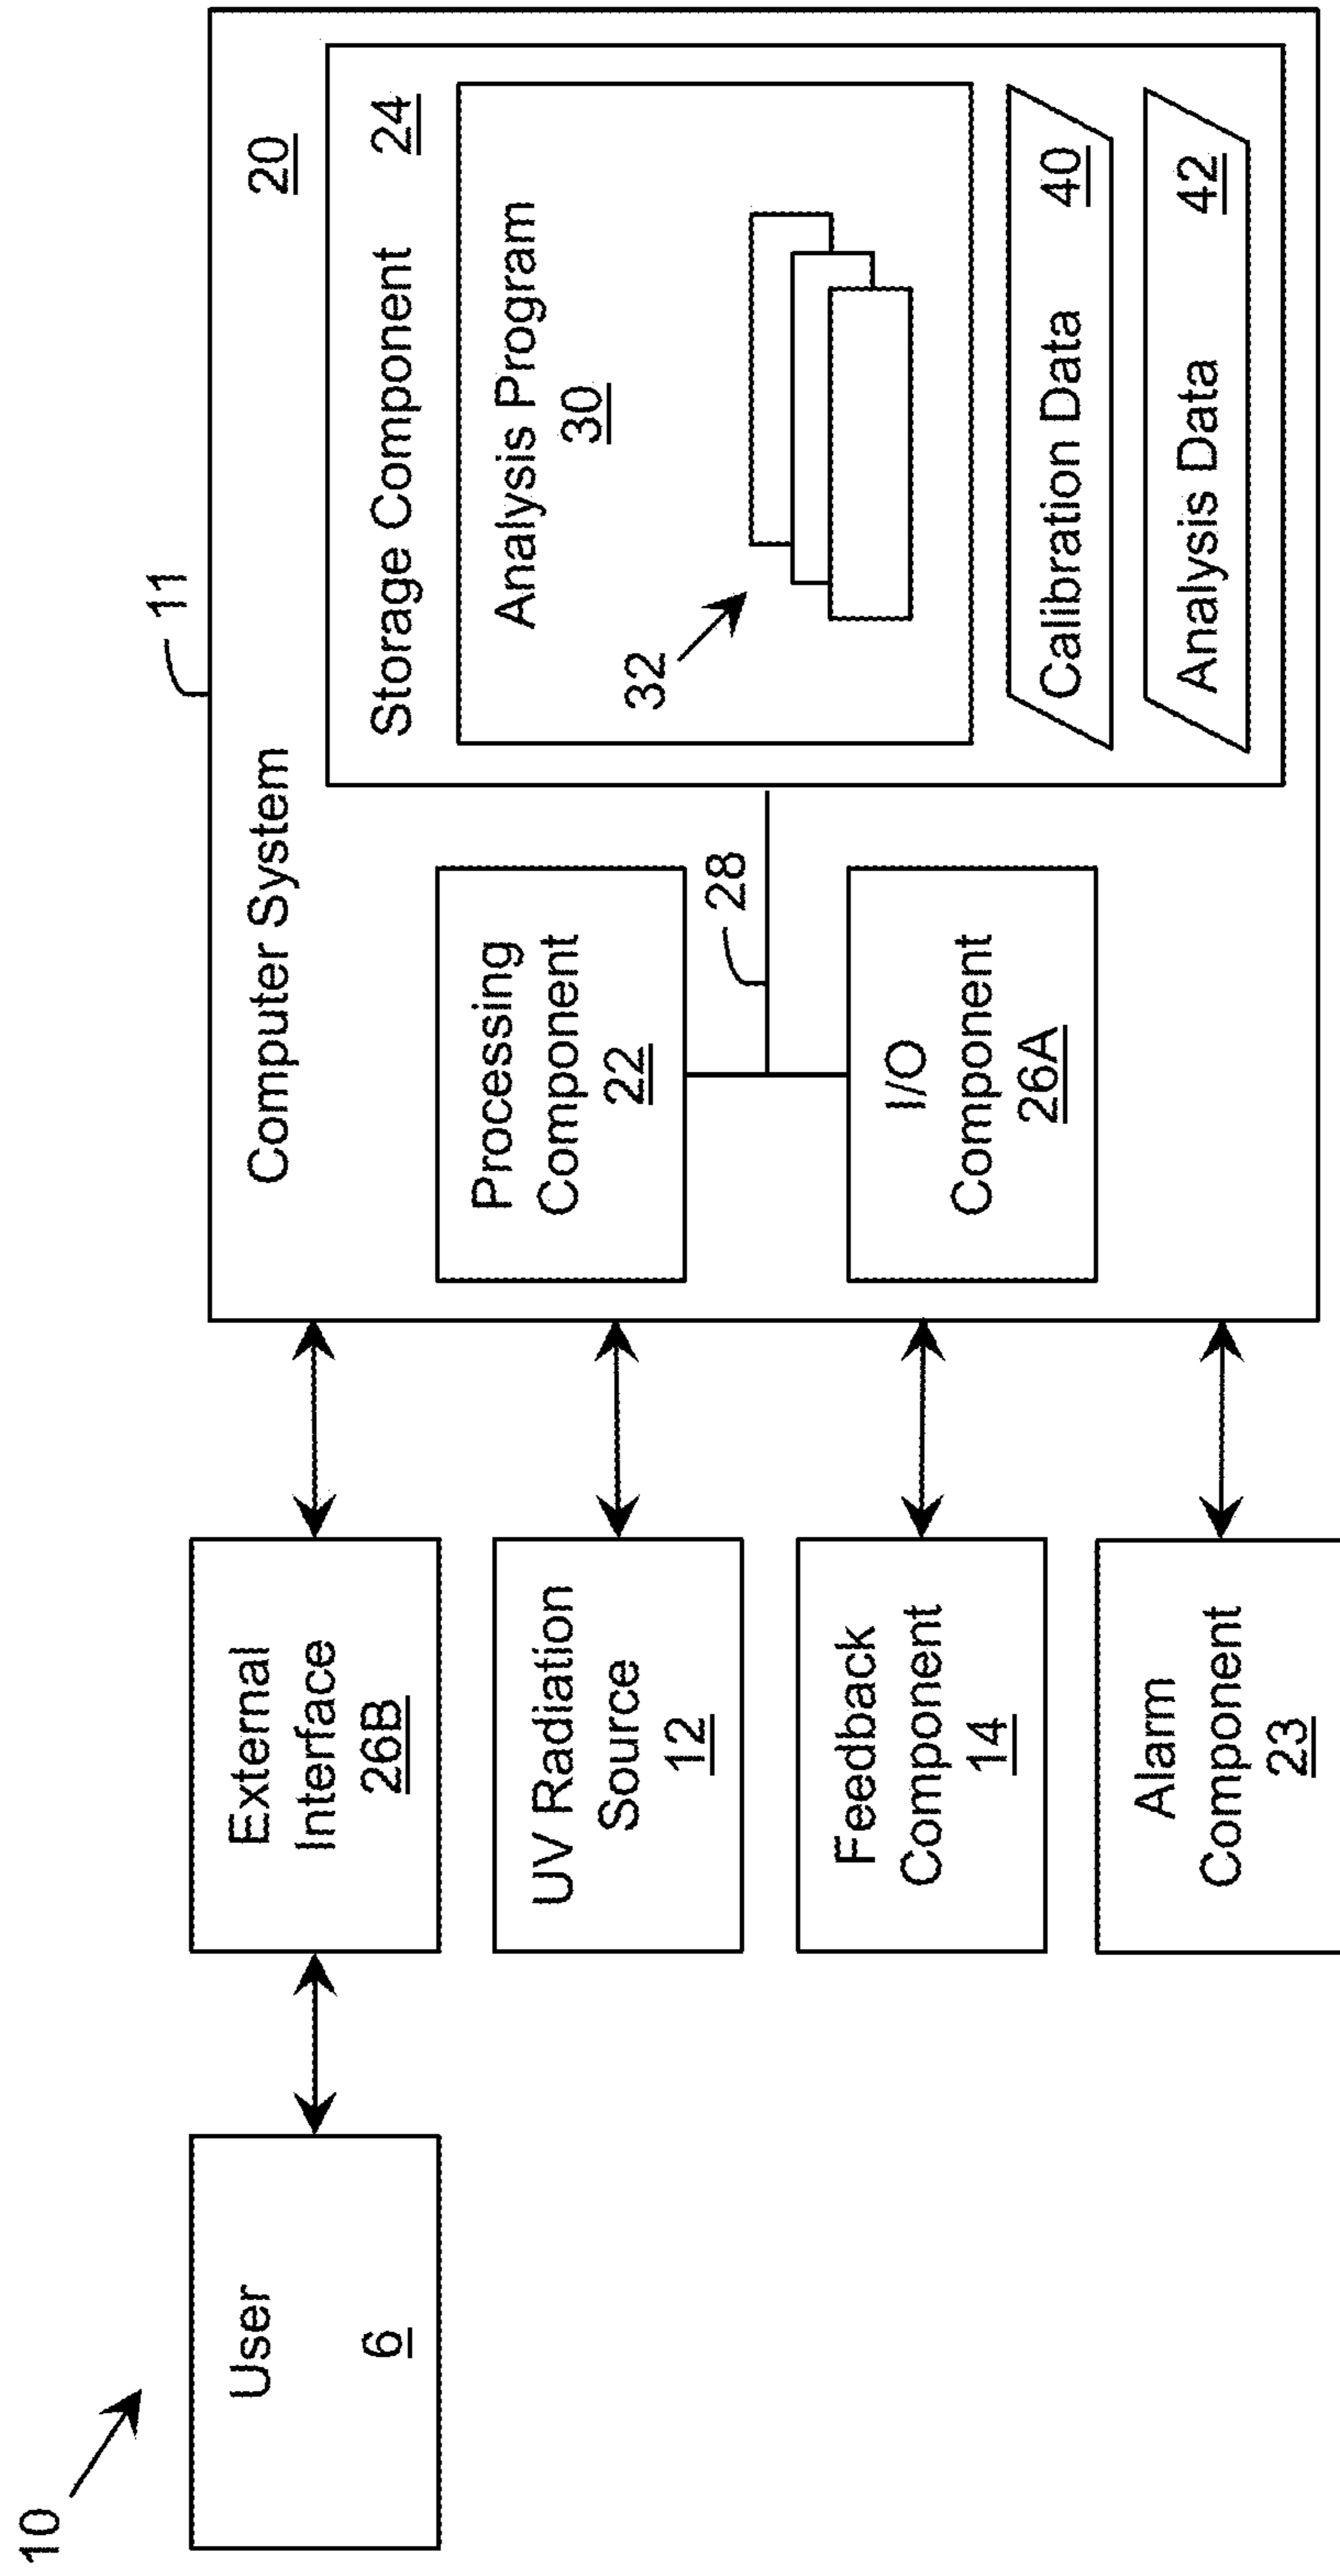 10
11
User
6
External
Interface
26B
UV Radiation
Source
12
Feedback
Component
14
Alarm
Component
23
Computer System
20
Processing
Component
22
28
I/O
Component
26A
Storage Component
24
Analysis Program
30
32
Calibration Data
40
Analysis Data
42